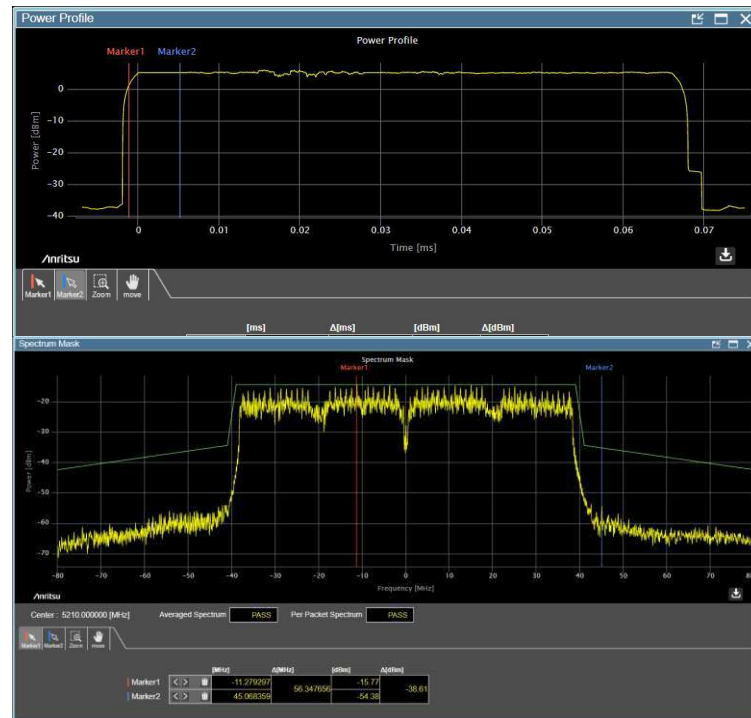 Power Profile
Power Profile
Marker1 Marker2
0
-10
-20
-30
-40
Power [dBm]
0 0.01 0.02 0.03 0.04 0.05 0.06 0.07
Time [ms]
Anritsu
Marker1 Marker2 Zoom move
[ms] Δ[ms] [dBm] Δ[dBm]
Spectrum Mask
Spectrum Mask
Marker1 Marker2
-20
-30
-40
-50
-60
-70
Power [dBm]
-80 -70 -60 -50 -40 -30 -20 -10 0 10 20 30 40 50 60 70 80
Frequency [MHz]
Anritsu
Center : 5210.000000 [MHz] Averaged Spectrum PASS Per Packet Spectrum PASS
Marker1 Marker2 Zoom move
[MHz] Δ[MHz] [dBm] Δ[dBm]
Marker1 < > -11.279297 56.347656 -15.77 -38.61
Marker2 < > 45.068359 -54.38